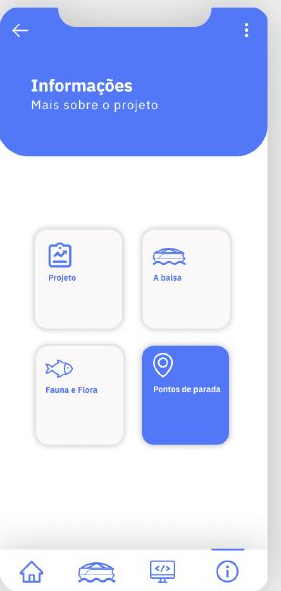 Informações
Mais sobre o projeto
Projeto
A balsa
Fauna e Flora
Pontos de parada
</>